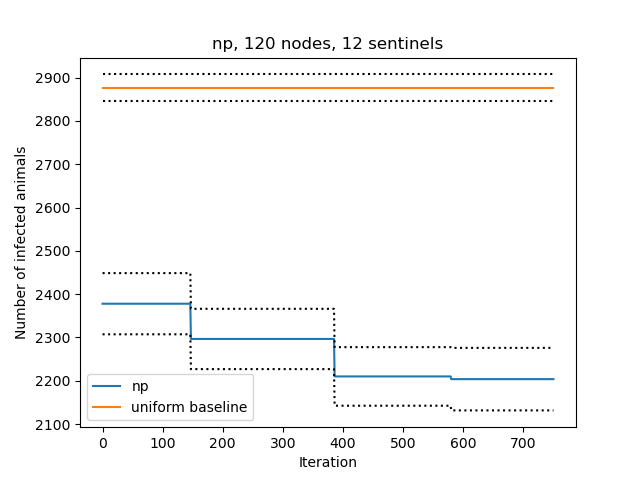 np, 120 nodes, 12 sentinels
Number of infected animals
2900
2800
2700
2600
2500
2400
2300
2200
2100
np
uniform baseline
0 100 200 300 400 500 600 700
Iteration